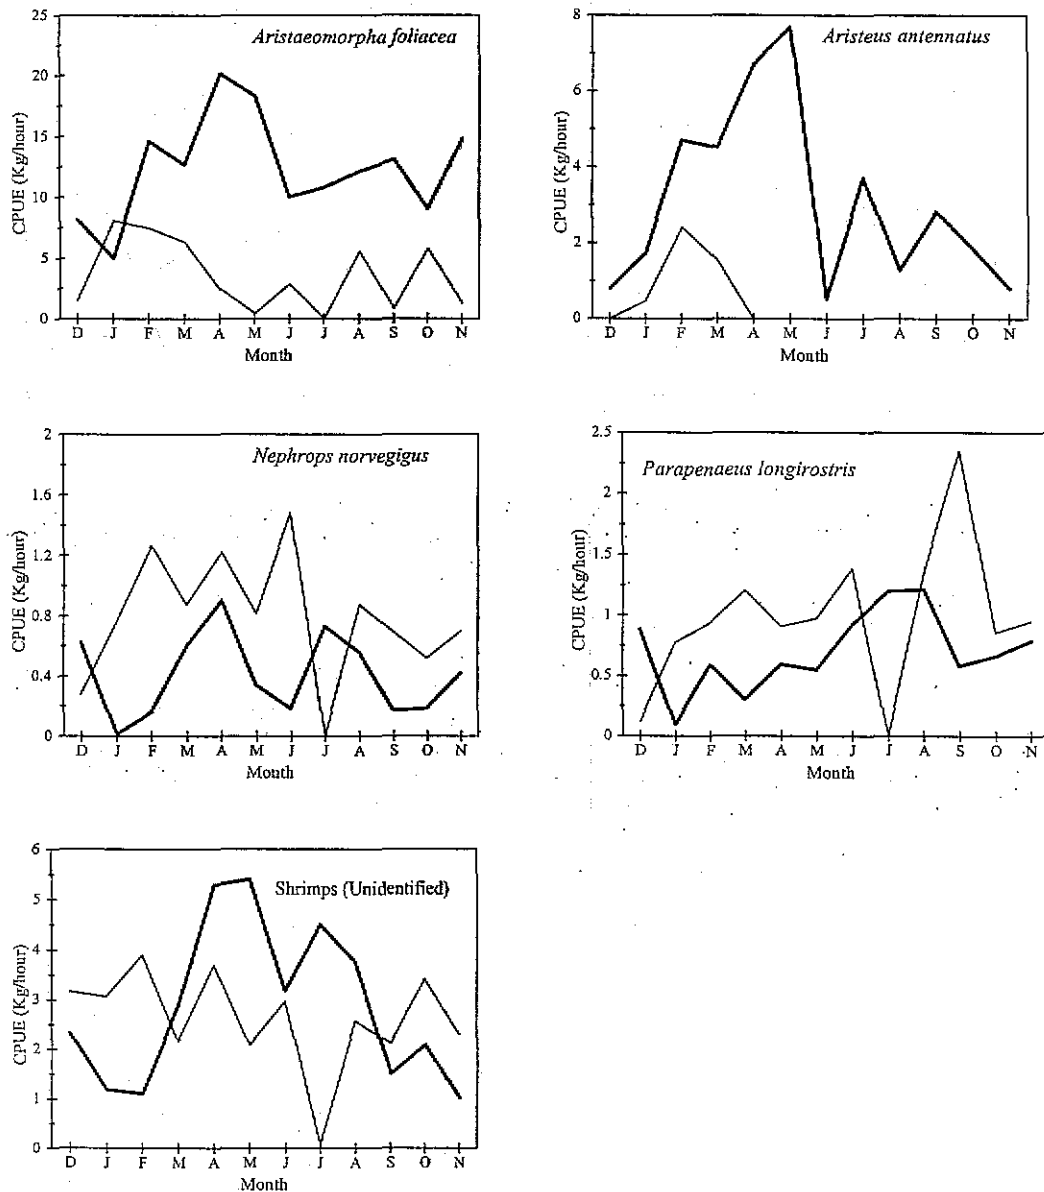 Aristaeomorpha foliacea
CPUE (Kg/hour)
25
20
15
10
5
0
D J F M A M J J A S O N
Month
Aristeus antennatus
CPUE (Kg/hour)
8
6
4
2
0
D J F M A M J J A S O N
Month
Nephrops norvegigus
CPUE (Kg/hour)
2
1.6
1.2
0.8
0.4
0
D J F M A M J J A S O N
Month
Parapenaeus longirostris
CPUE (Kg/hour)
2.5
2
1.5
1
0.5
0
D J F M A M J J A S O N
Month
Shrimps (Unidentified)
CPUE (Kg/hour)
6
5
4
3
2
1
0
D J F M A M J J A S O N
Month